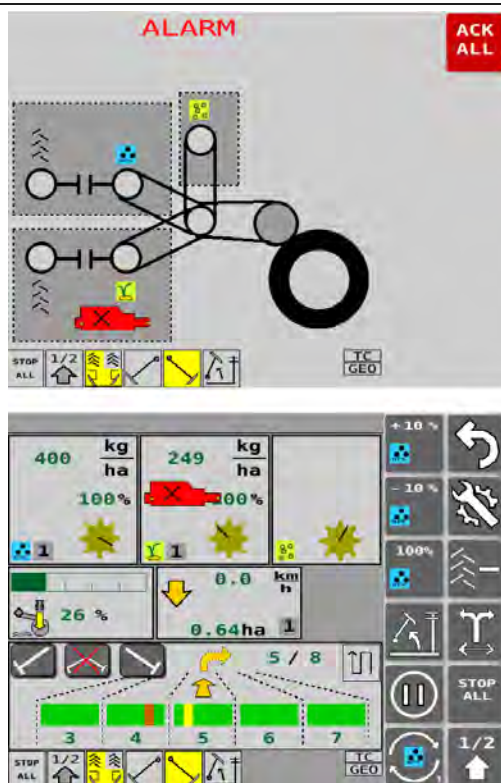 ALARM
ACK
ALL
STOP
ALL
1/2
TC
GEO
400 kg
ha
100%
1
249 kg
ha
200%
1
26 %
0.0 km
h
0.64ha 1
5 / 8
3 4 5 6 7
STOP
ALL
1/2
TC
GEO
+10 %
-10 %
100%
STOP
ALL
1/2